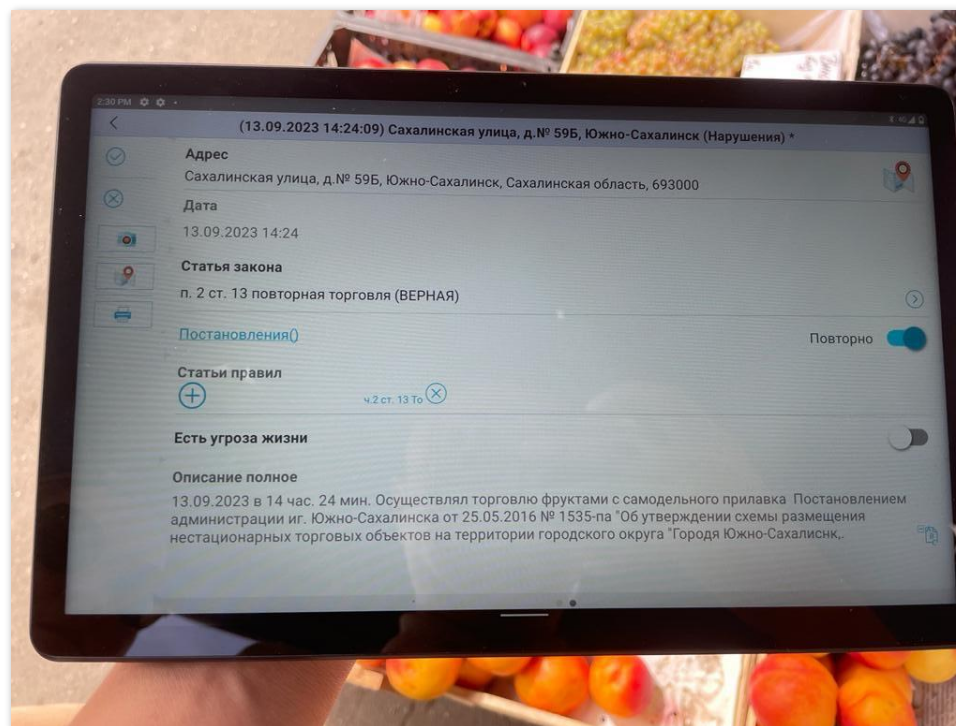 2:30 PM
(13.09.2023 14:24:09) Сахалинская улица, д.№ 59Б, Южно-Сахалинск (Нарушения) *
Адрес
Сахалинская улица, д.№ 59Б, Южно-Сахалинск, Сахалинская область, 693000
Дата
13.09.2023 14:24
Статья закона
п. 2 ст. 13 повторная торговля (ВЕРНАЯ)
Постановления()
Повторно
Статьи правил
ч.2 ст. 13 То
Есть угроза жизни
Описание полное
13.09.2023 в 14 час. 24 мин. Осуществлял торговлю фруктами с самодельного прилавка Постановлением
администрации иг. Южно-Сахалинска от 25.05.2016 № 1535-па "Об утверждении схемы размещения
нестационарных торговых объектов на территории городского округа "Городя Южно-Сахалиснк,.